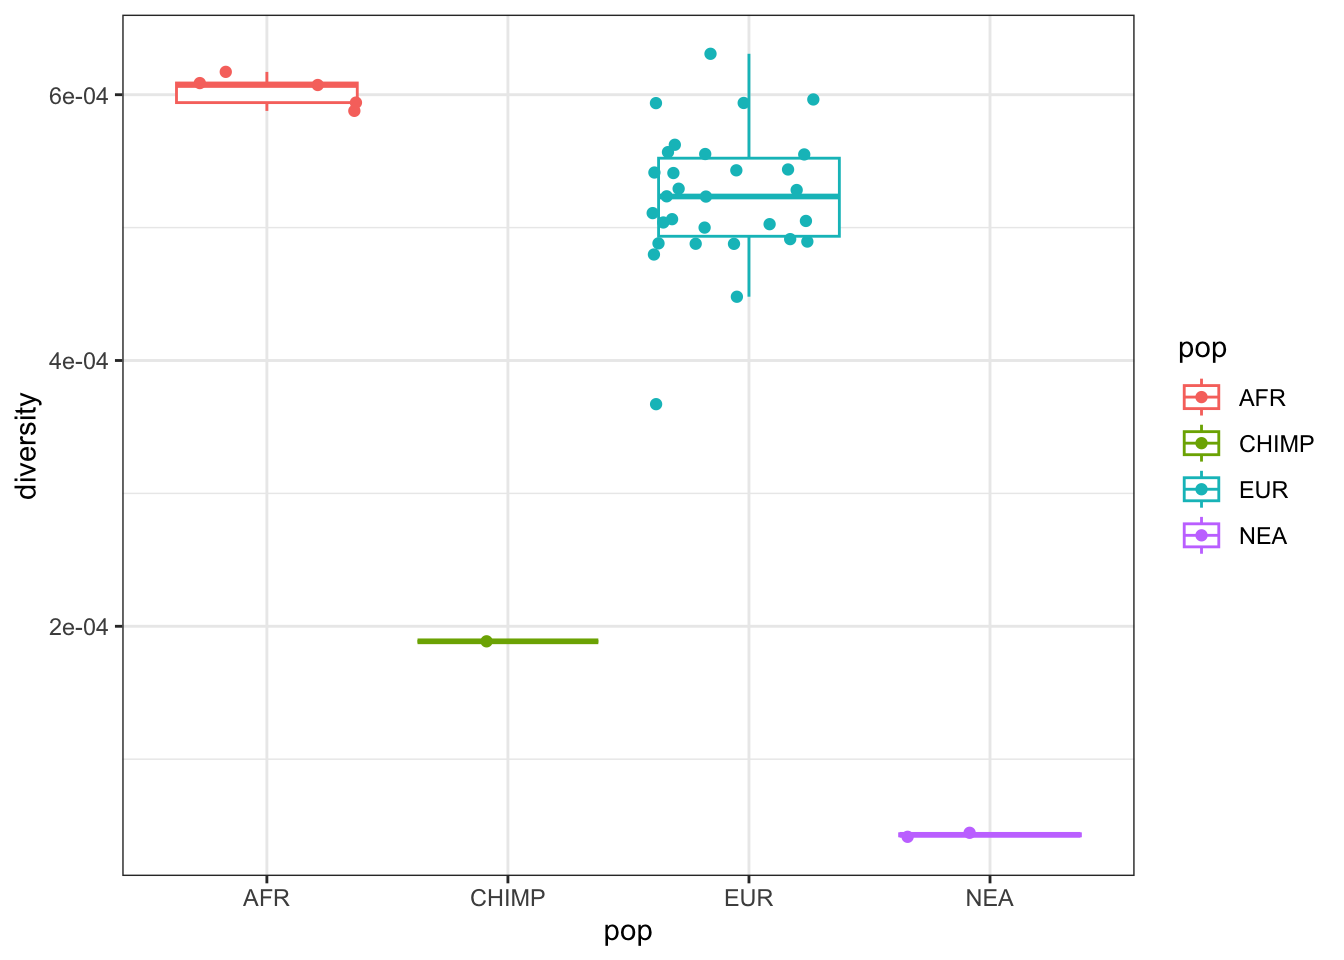 diversity
6e-04
4e-04
2e-04
AFR
CHIMP
EUR
NEA
pop
pop
AFR
CHIMP
EUR
NEA